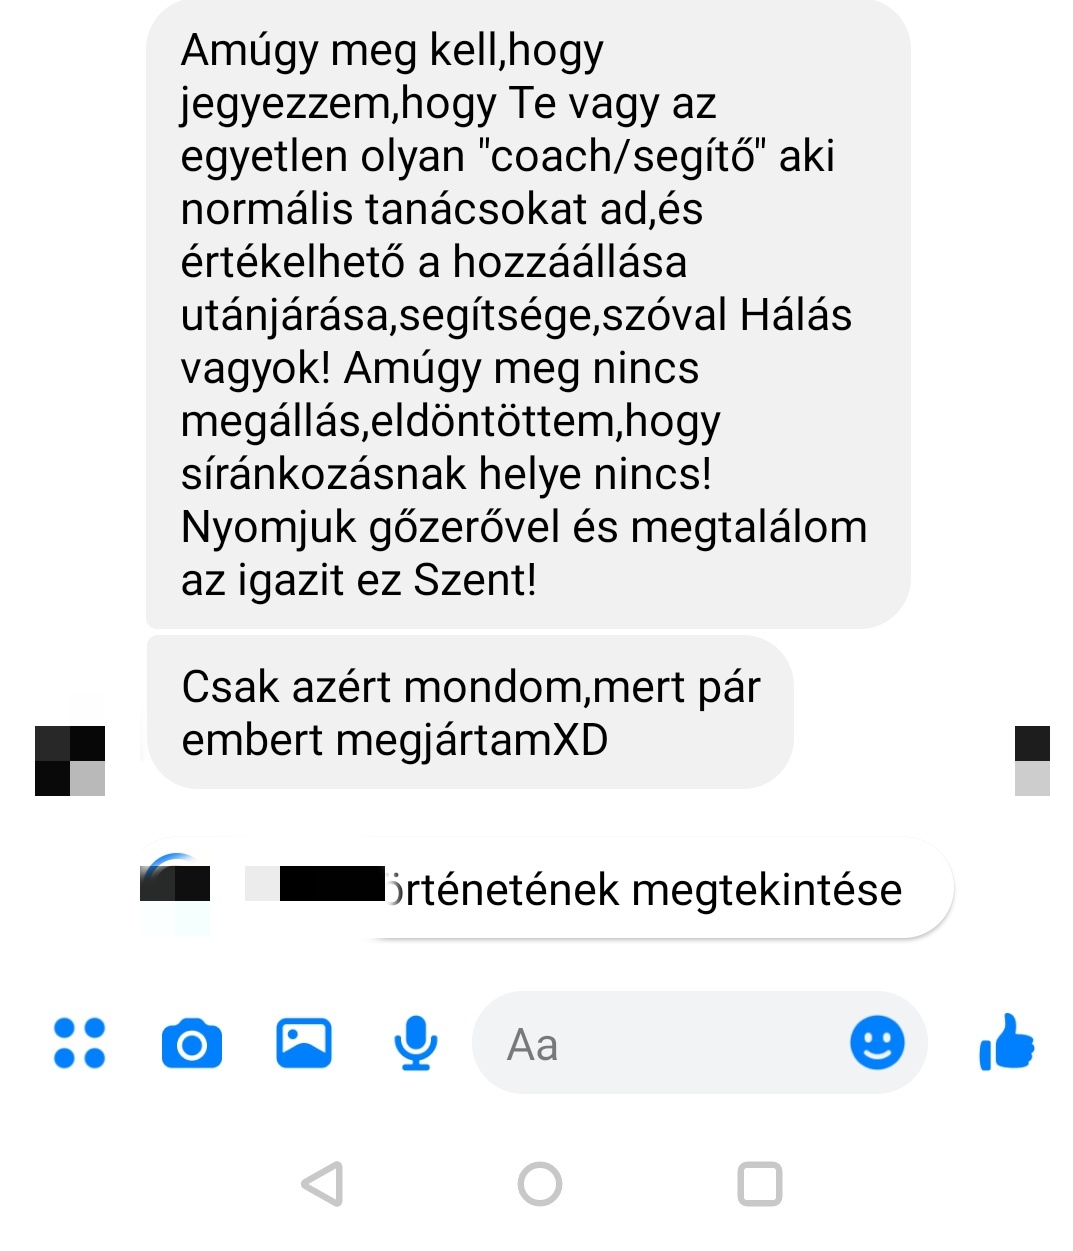 Amúgy meg kell,hogy
jegyezzem,hogy Te vagy az
egyetlen olyan "coach/segítő" aki
normális tanácsokat ad,és
értékelhető a hozzáállása
utánjárása,segítsége,szóval Hálás
vagyok! Amúgy meg nincs
megállás,eldöntöttem,hogy
síránkozásnak helye nincs!
Nyomjuk gőzerővel és megtalálom
az igazit ez Szent!
Csak azért mondom,mert pár
embert megjártamXD
örténetének megtekintése
Aa